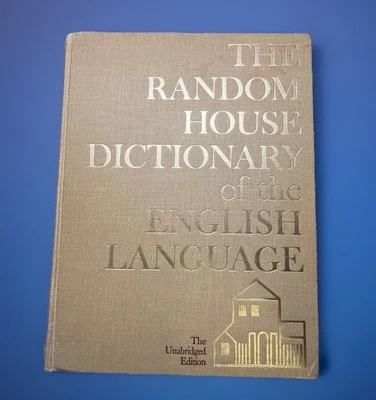 THE
RANDOM
HOUSE
DICTIONARY
of the
ENGLISH
LANGUAGE
The
Unabridged
Edition